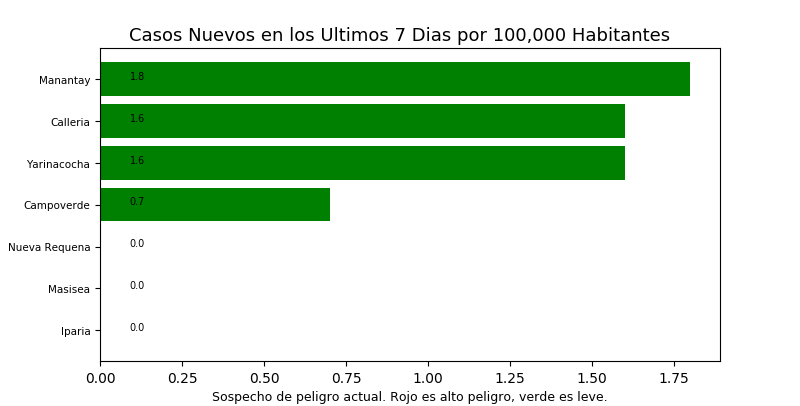 Casos Nuevos en los Ultimos 7 Dias por 100,000 Habitantes
Manantay 1.8
Calleria 1.6
Yarinacocha 1.6
Campoverde 0.7
Nueva Requena 0.0
Masisea 0.0
Iparia 0.0
0.00 0.25 0.50 0.75 1.00 1.25 1.50 1.75
Sospecho de peligro actual. Rojo es alto peligro, verde es leve.